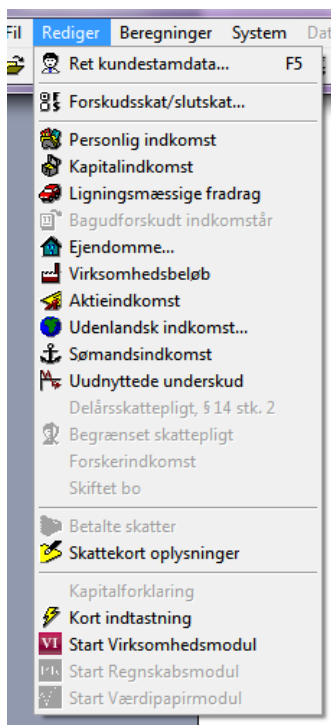 Fil Rediger Beregninger System Dat
Ret kundestamdata... F5
Forskudsskat/slutskat...
Personlig indkomst
Kapitalindkomst
Ligningsmæssige fradrag
Bagudforskudt indkomstår
Ejendomme...
Virksomhedsbeløb
Aktieindkomst
Udenlandsk indkomst...
Sømandsindkomst
Uudnyttede underskud
Delårsskattepligt, § 14 stk. 2
Begrænset skattepligt
Forskerindkomst
Skiftet bo
Betalte skatter
Skattekort oplysninger
Kapitalforklaring
Kort indtastning
VI Start Virksomhedsmodul
Start Regnskabsmodul
Start Værdipapirmodul